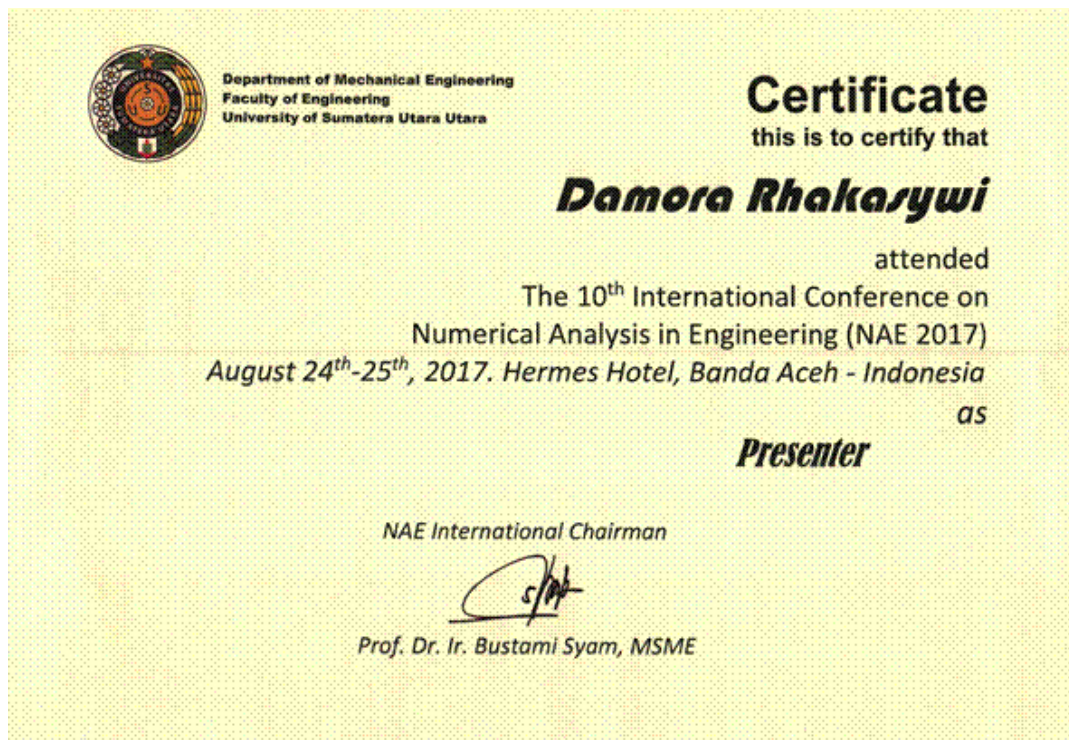 Department of Mechanical Engineering
Faculty of Engineering
University of Sumatera Utara Utara
Certificate
this is to certify that
Damora Rhakasywi
attended
The 10th International Conference on
Numerical Analysis in Engineering (NAE 2017)
August 24th-25th, 2017. Hermes Hotel, Banda Aceh - Indonesia
as
Presenter
NAE International Chairman
Prof. Dr. Ir. Bustami Syam, MSME